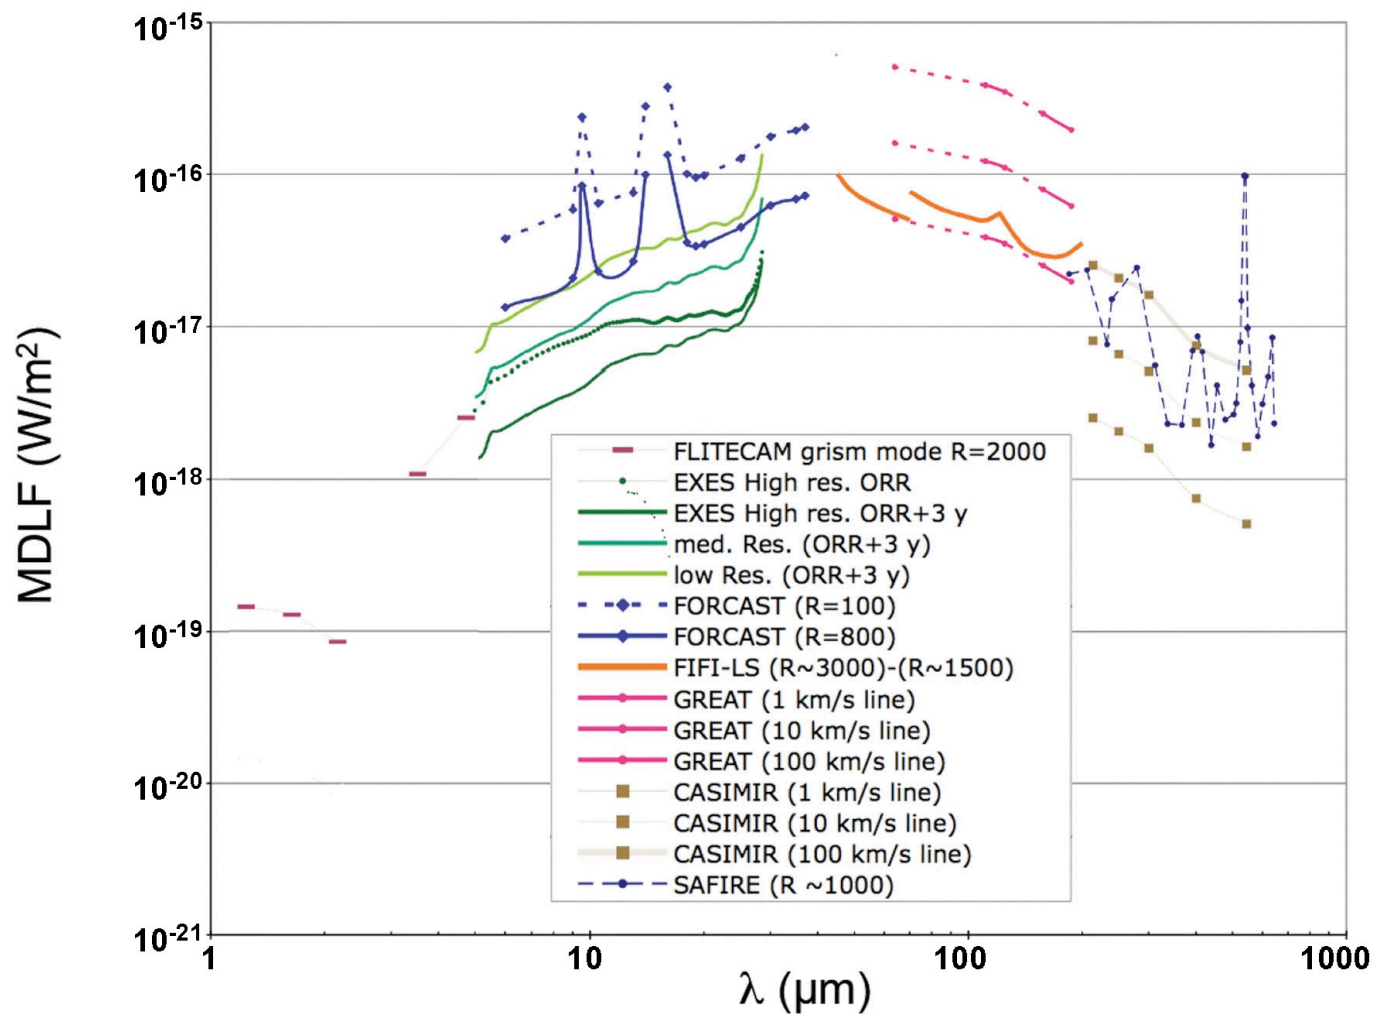 10-15
10-16
10-17
10-18
10-19
10-20
10-21
MDLF (W/m2)
FLITECAM grism mode R=2000
EXES High res. ORR
EXES High res. ORR+3 y
med. Res. (ORR+3 y)
low Res. (ORR+3 y)
FORCAST (R=100)
FORCAST (R=800)
FIFI-LS (R~3000)-(R~1500)
GREAT (1 km/s line)
GREAT (10 km/s line)
GREAT (100 km/s line)
CASIMIR (1 km/s line)
CASIMIR (10 km/s line)
CASIMIR (100 km/s line)
SAFIRE (R ~1000)
1 10 100 1000
λ (μm)